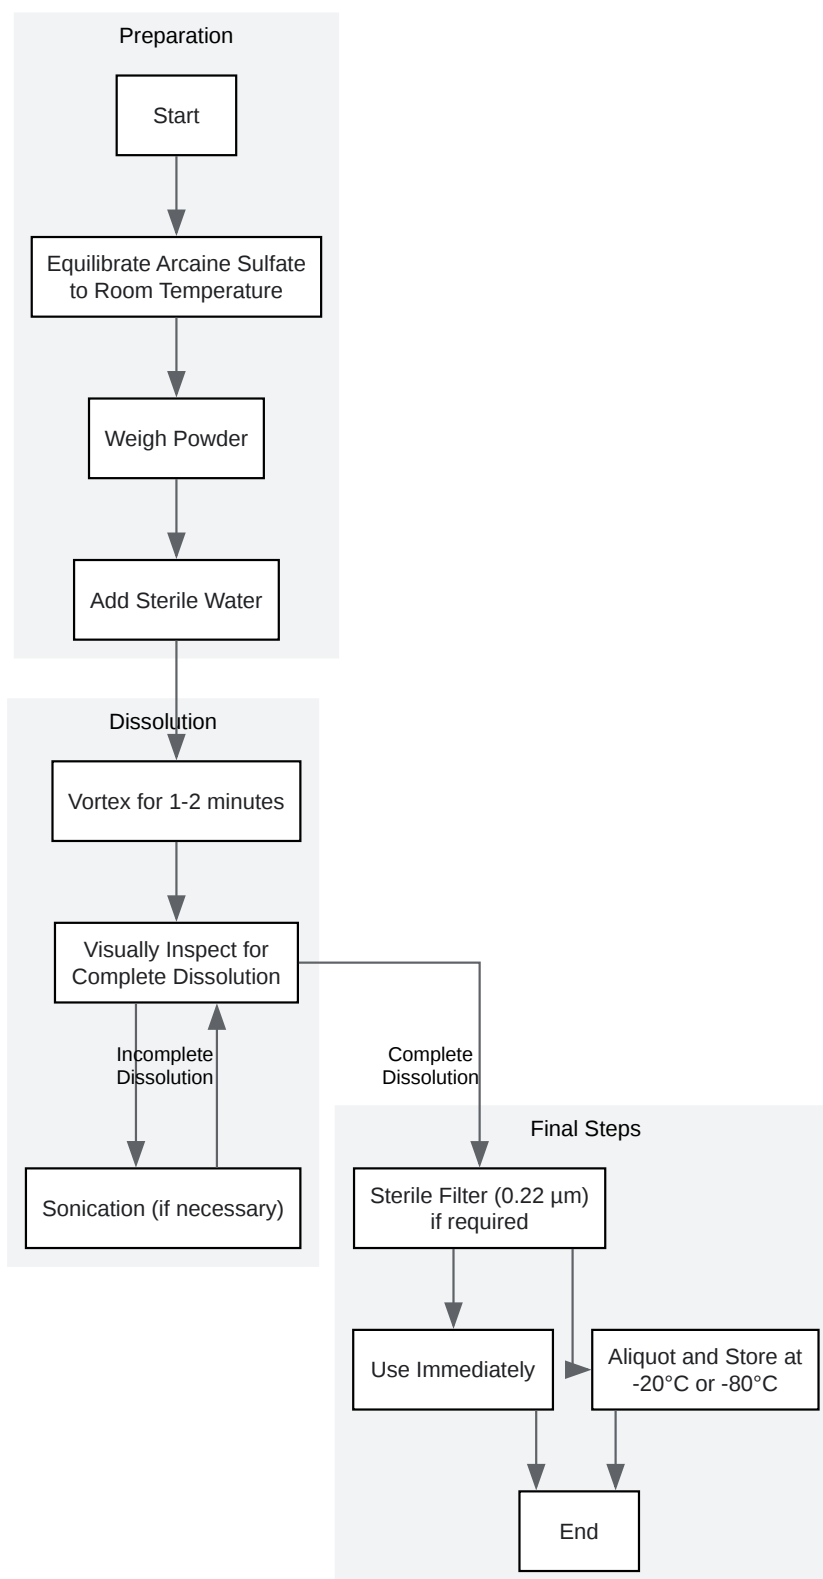 Preparation
Start
Equilibrate Arcaine Sulfate
to Room Temperature
Weigh Powder
Add Sterile Water
Dissolution
Vortex for 1-2 minutes
Visually Inspect for
Complete Dissolution
Incomplete
Dissolution
Complete
Dissolution
Sonication (if necessary)
Final Steps
Sterile Filter (0.22 µm)
if required
Use Immediately
Aliquot and Store at
-20°C or -80°C
End